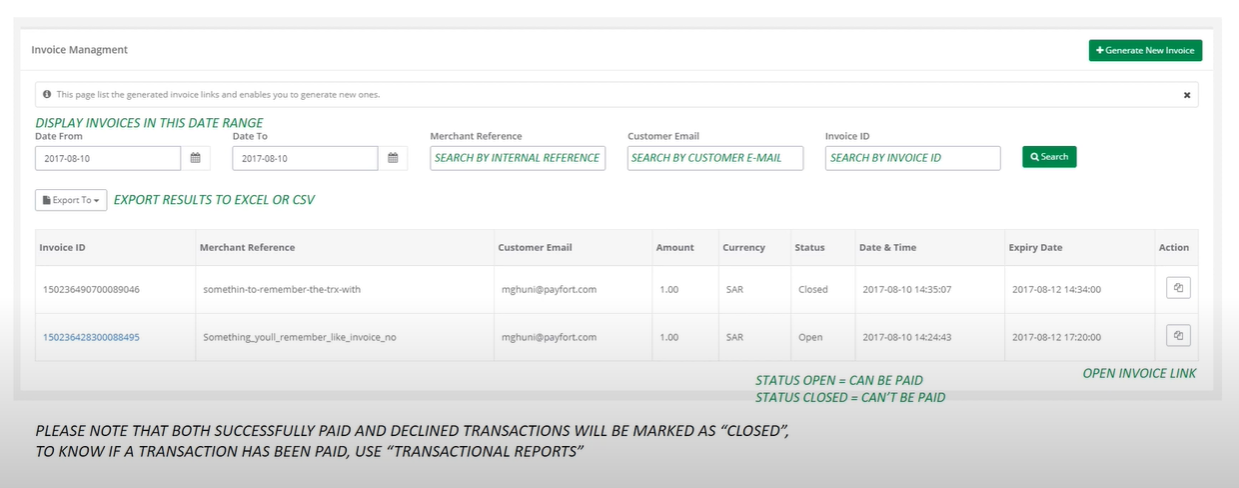 Invoice Managment
Generate New Invoice
This page list the generated invoice links and enables you to generate new ones.
DISPLAY INVOICES IN THIS DATE RANGE
Date From Date To Merchant Reference Customer Email Invoice ID
2017-08-10 2017-08-10 SEARCH BY INTERNAL REFERENCE SEARCH BY CUSTOMER E-MAIL SEARCH BY INVOICE ID Search
Export To EXPORT RESULTS TO EXCEL OR CSV
Invoice ID Merchant Reference Customer Email Amount Currency Status Date & Time Expiry Date Action
150236490700089046 somethin-to-remember-the-trx-with mghuni@payfort.com 1.00 SAR Closed 2017-08-10 14:35:07 2017-08-12 14:34:00
150236428300088495 Something_youll_remember_like_invoice_no mghuni@payfort.com 1.00 SAR Open 2017-08-10 14:24:43 2017-08-12 17:20:00
OPEN INVOICE LINK
STATUS OPEN = CAN BE PAID
STATUS CLOSED = CAN'T BE PAID
PLEASE NOTE THAT BOTH SUCCESSFULLY PAID AND DECLINED TRANSACTIONS WILL BE MARKED AS “CLOSED”,
TO KNOW IF A TRANSACTION HAS BEEN PAID, USE “TRANSACTIONAL REPORTS”